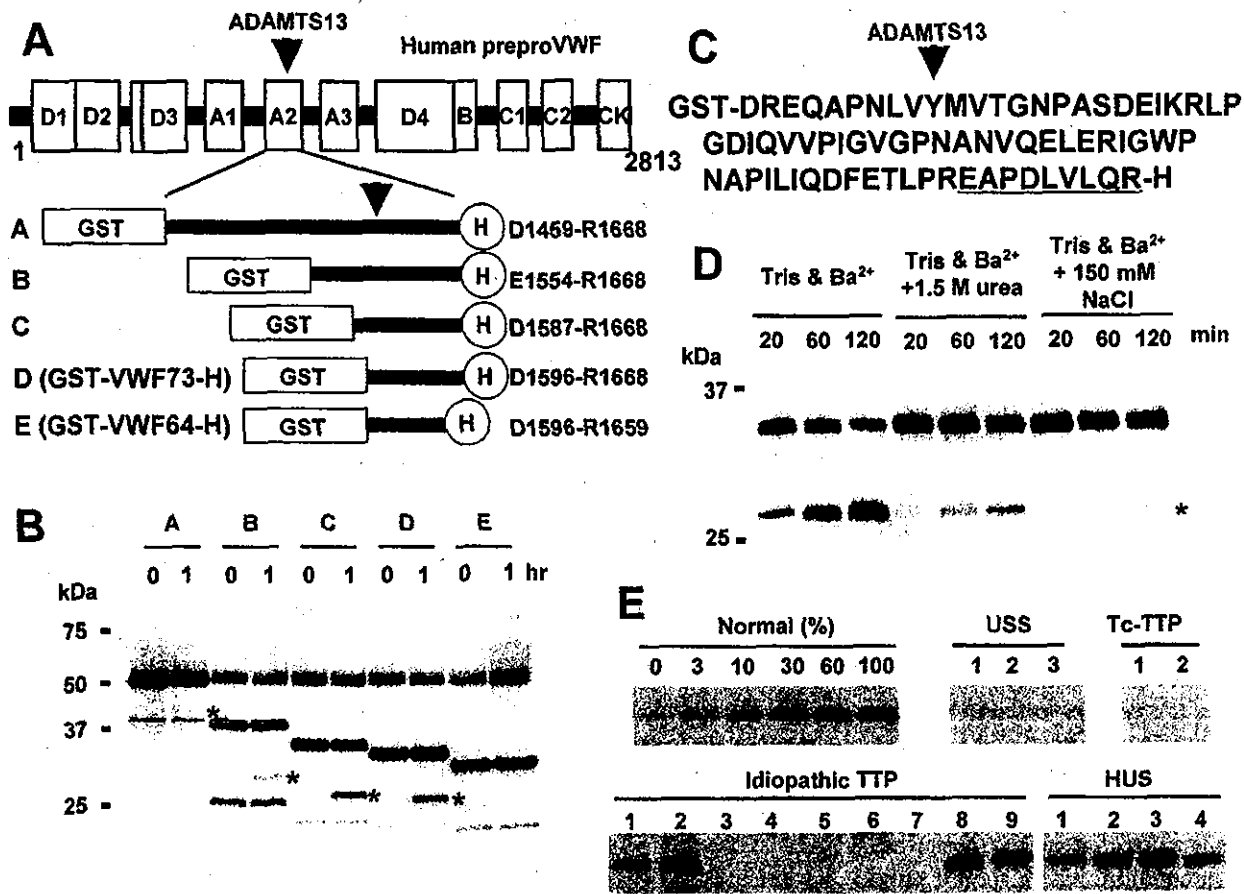 A
ADAMTS13
Human preproVWF
D1 D2 D3 A1 A2 A3 D4 B C1 C2 CK
1
2813
A GST H D1459-R1668
B GST H E1554-R1668
C GST H D1587-R1668
D (GST-VWF73-H) GST H D1596-R1668
E (GST-VWF64-H) GST H D1596-R1659
B
A B C D E
0 1 0 1 0 1 0 1 0 1 hr
kDa
75
50
37
25
* * * *
C
ADAMTS13
GST-DREQAPNLVYMVTGNPASDEIKRLP
GDIQVVPIGVGPNANVQELERIGWP
NAPILIQDFETLPREAPDLVLQR-H
D
Tris & Ba²⁺
Tris & Ba²⁺
+1.5 M urea
Tris & Ba²⁺
+ 150 mM
NaCl
20 60 120 20 60 120 20 60 120 min
kDa
37
25
*
E
Normal (%) USS Tc-TTP
0 3 10 30 60 100 1 2 3 1 2
Idiopathic TTP HUS
1 2 3 4 5 6 7 8 9 1 2 3 4